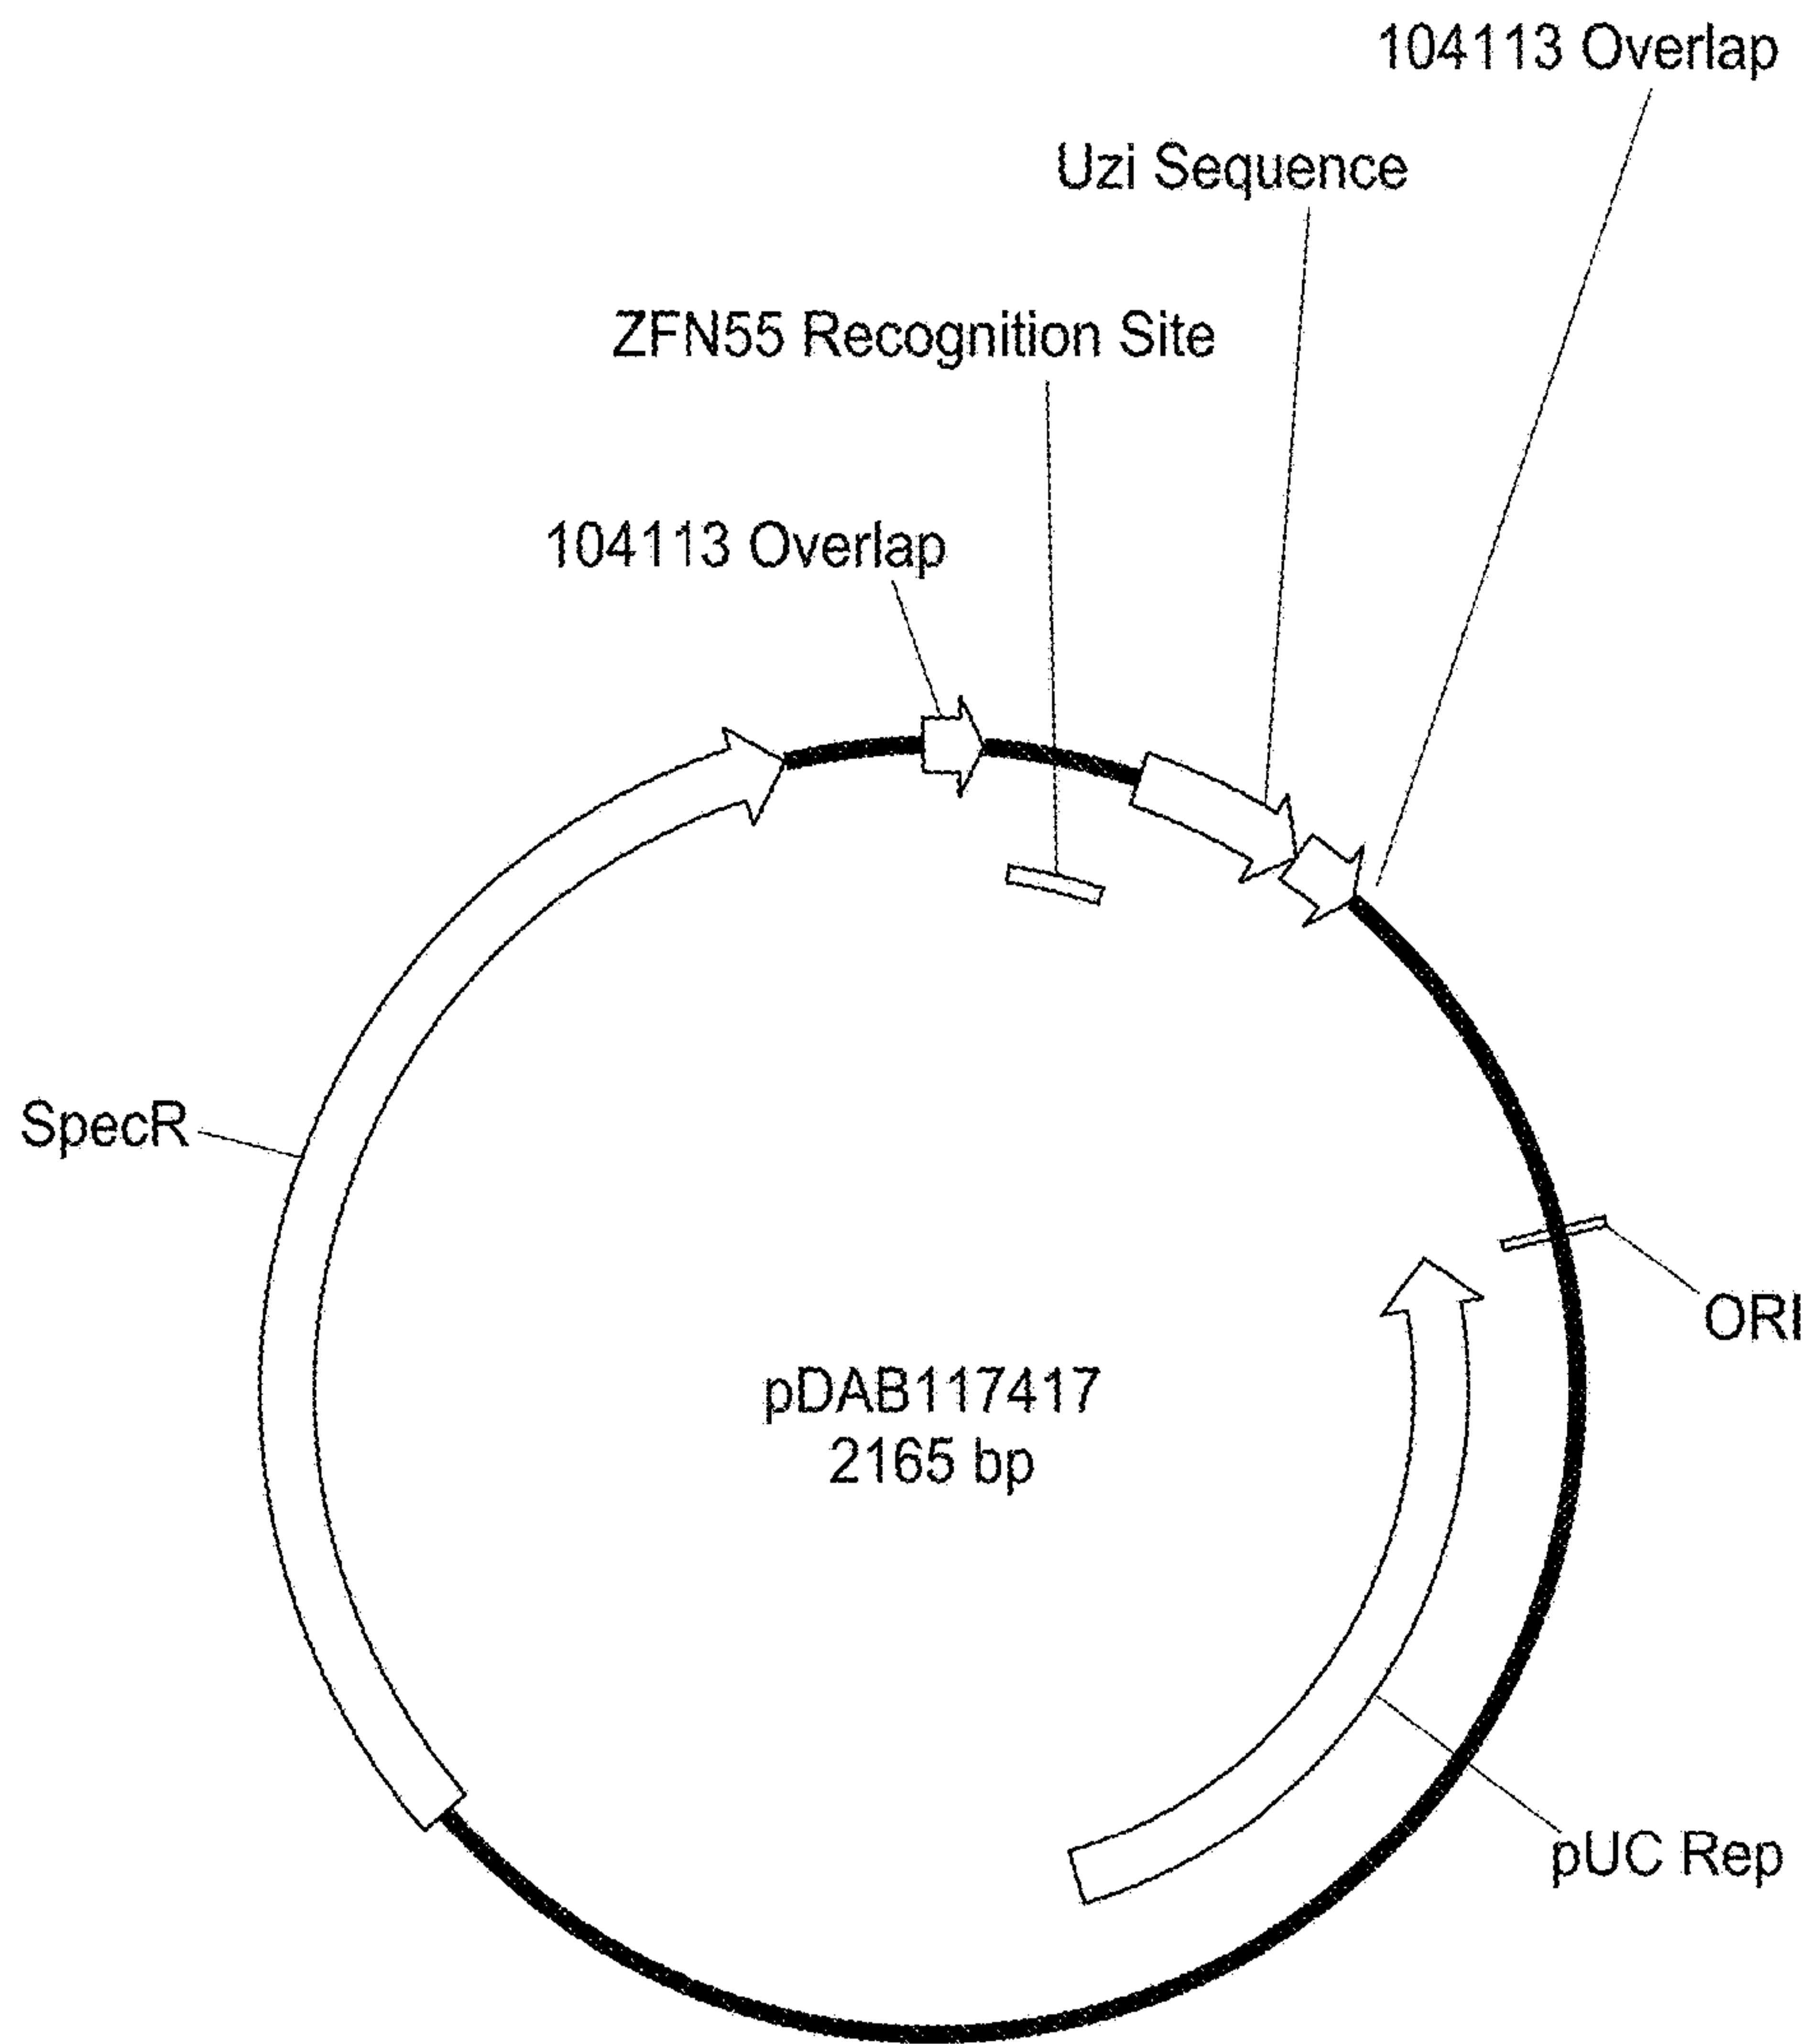 104113 Overlap
Uzi Sequence
ZFN55 Recognition Site
104113 Overlap
SpecR
ORI
pDAB117417
2165 bp
pUC Rep